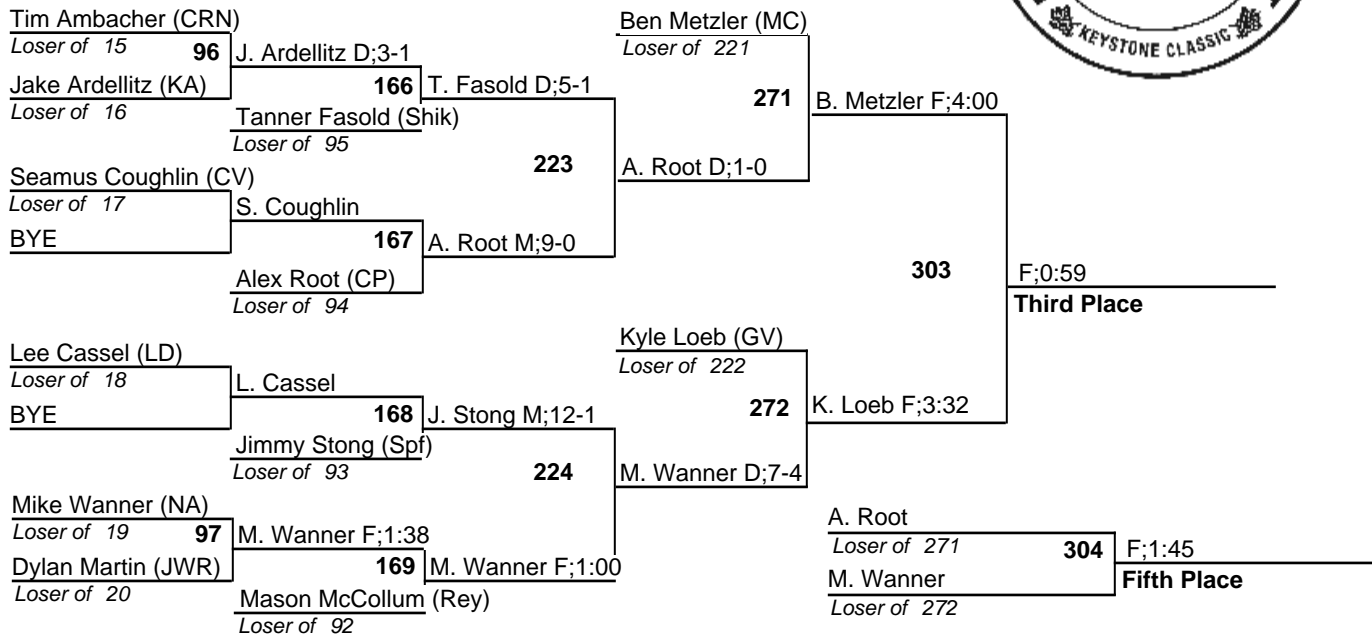 Tim Ambacher (CRN)
Loser of 15
96
Jake Ardellitz (KA)
Loser of 16
J. Ardellitz D;3-1
166
Tanner Fasold (Shik)
Loser of 95
T. Fasold D;5-1
Seamus Coughlin (CV)
Loser of 17
BYE
S. Coughlin
167
Alex Root (CP)
Loser of 94
A. Root M;9-0
223
Ben Metzler (MC)
Loser of 221
271
A. Root D;1-0
B. Metzler F;4:00
KEYSTONE CLASSIC
303
F;0:59
Third Place
Lee Cassel (LD)
Loser of 18
BYE
L. Cassel
168
Jimmy Stong (Spf)
Loser of 93
J. Stong M;12-1
224
Mike Wanner (NA)
Loser of 19
97
Dylan Martin (JWR)
Loser of 20
M. Wanner F;1:38
169
Mason McCollum (Rey)
Loser of 92
M. Wanner F;1:00
Kyle Loeb (GV)
Loser of 222
272
M. Wanner D;7-4
K. Loeb F;3:32
A. Root
Loser of 271
304
M. Wanner
Loser of 272
F;1:45
Fifth Place